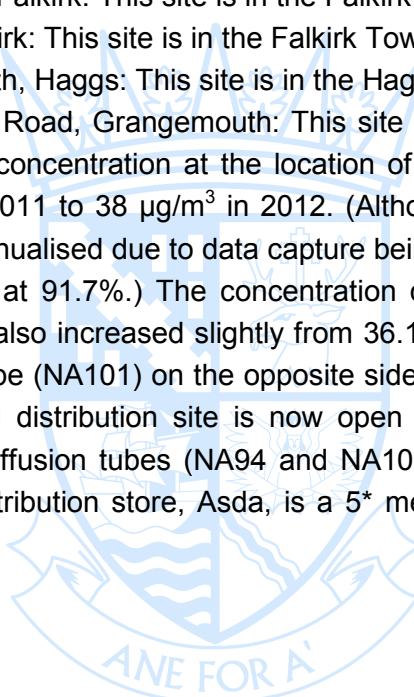 Falkirk: This site is in the Falkirk
irk: This site is in the Falkirk Tow
th, Haggs: This site is in the Hag
Road, Grangemouth: This site
concentration at the location of
011 to 38 µg/m³ in 2012. (Altho
nualised due to data capture bei
at 91.7%.) The concentration o
also increased slightly from 36.1
be (NA101) on the opposite side
distribution site is now open
iffusion tubes (NA94 and NA10
tribution store, Asda, is a 5* me
ANE FOR A'